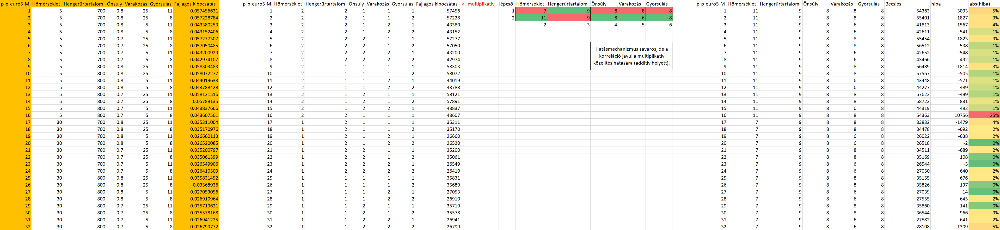 p-p-euro5-M Hőmérséklet Hengerűrtartalom Önsúly Várakozás Gyorsulás Fajlagos kibocsátás p-p-euro5-M Hőmérséklet Hengerűrtartalom Önsúly Várakozás Gyorsulás Fajlagos kibocsátás <--multiplikatív lépcső Hőmérséklet Hengerűrtartalom Önsúly Várakozás Gyorsulás p-p-euro5-M Hőmérséklet Hengerűrtartalom Önsúly Várakozás Gyorsulás Becslés hiba abs(hiba)
1 5 700 0.8 25 11 0.057456631 1 2 2 1 1 1 57456 1 7 9 8 8 8 1 11 9 8 8 8 54363 -3093 5%
2 5 700 0.8 25 8 0.057228784 2 2 2 1 1 2 57228 2 11 9 8 6 8 2 11 9 8 8 8 55401 -1827 3%
3 5 700 0.8 5 11 0.043380253 3 2 2 1 2 1 43380 2 3 4 5 6 3 11 9 8 6 8 41813 -1567 4%
4 5 700 0.8 5 8 0.043152406 4 2 2 1 2 2 43152 4 11 9 8 6 8 42611 -541 1%
5 5 700 0.7 25 11 0.057277307 5 2 2 2 1 1 57277 5 11 9 8 8 8 55454 -1823 3%
6 5 700 0.7 25 8 0.057050485 6 2 2 2 1 2 57050 6 11 9 8 8 8 56512 -538 1%
7 5 700 0.7 5 11 0.043200929 7 2 2 2 2 1 43200 Hatásmechanizmus zavaros, de a 7 11 9 8 6 8 42652 -548 1%
8 5 700 0.7 5 8 0.042974107 8 2 2 2 2 2 42974 korreláció javul a multiplikatív 8 11 9 8 6 8 43466 492 1%
9 5 800 0.8 25 11 0.058303483 9 2 1 1 1 1 58303 közelítés hatására (additív helyett). 9 11 9 8 8 8 56489 -1814 3%
10 5 800 0.8 25 8 0.058072277 10 2 1 1 1 2 58072 10 11 9 8 8 8 57567 -505 1%
11 5 800 0.8 5 11 0.044019633 11 2 1 1 2 1 44019 11 11 9 8 6 8 43448 -571 1%
12 5 800 0.8 5 8 0.043788428 12 2 1 1 2 2 43788 12 11 9 8 6 8 44277 489 1%
13 5 800 0.7 25 11 0.058121516 13 2 1 2 1 1 58121 13 11 9 8 8 8 57622 -499 1%
14 5 800 0.7 25 8 0.05789135 14 2 1 2 1 2 57891 14 11 9 8 8 8 58722 831 1%
15 5 800 0.7 5 11 0.043837666 15 2 1 2 2 1 43837 15 11 9 8 6 8 44319 482 1%
16 5 800 0.7 5 8 0.043607501 16 2 2 1 1 1 43607 16 11 9 8 8 8 54363 10756 25%
17 30 700 0.8 25 11 0.035311004 17 1 2 1 1 1 35311 17 7 9 8 8 8 33832 -1479 4%
18 30 700 0.8 25 8 0.035170976 18 1 2 1 1 2 35170 18 7 9 8 8 8 34478 -692 2%
19 30 700 0.8 5 11 0.026660113 19 1 2 1 2 1 26660 19 7 9 8 6 8 26022 -638 2%
20 30 700 0.8 5 8 0.026520085 20 1 2 1 2 2 26520 20 7 9 8 6 8 26518 -2 0%
21 30 700 0.7 25 11 0.035200797 21 1 2 2 1 1 35200 21 7 9 8 8 8 34511 -689 2%
22 30 700 0.7 25 8 0.035061399 22 1 2 2 1 2 35061 22 7 9 8 8 8 35169 108 0%
23 30 700 0.7 5 11 0.026549906 23 1 2 2 2 1 26549 23 7 9 8 6 8 26544 -5 0%
24 30 700 0.7 5 8 0.026410509 24 1 2 2 2 2 26410 24 7 9 8 6 8 27050 640 2%
25 30 800 0.8 25 11 0.035831452 25 1 1 1 1 1 35831 25 7 9 8 8 8 35155 -676 2%
26 30 800 0.8 25 8 0.03568936 26 1 1 1 1 2 35689 26 7 9 8 8 8 35826 137 0%
27 30 800 0.8 5 11 0.027053056 27 1 1 1 2 1 27053 27 7 9 8 6 8 27039 -14 0%
28 30 800 0.8 5 8 0.026910964 28 1 1 1 2 2 26910 28 7 9 8 6 8 27555 645 2%
29 30 800 0.7 25 11 0.035719621 29 1 1 2 1 1 35719 29 7 9 8 8 8 35860 141 0%
30 30 800 0.7 25 8 0.035578168 30 1 1 2 1 2 35578 30 7 9 8 8 8 36544 966 3%
31 30 800 0.7 5 11 0.026941225 31 1 1 2 2 1 26941 31 7 9 8 6 8 27582 641 2%
32 30 800 0.7 5 8 0.026799772 32 1 1 2 2 2 26799 32 7 9 8 6 8 28108 1309 5%